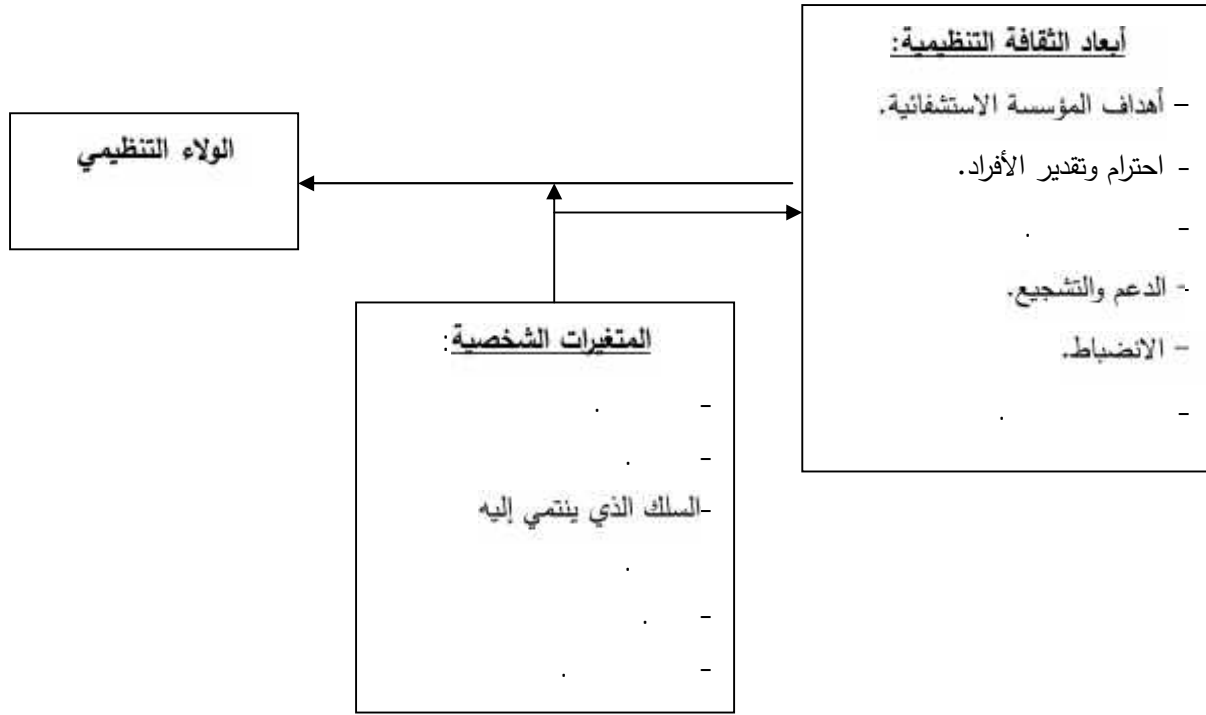 أبعاد الثقافة التنظيمية:
- أهداف المؤسسة الاستشفائية.
- احترام وتقدير الأفراد.
- .
- الدعم والتشجيع.
- الانضباط.
- .
الولاء التنظيمي
المتغيرات الشخصية:
- .
- .
-السلك الذي ينتمي إليه
.
- .
- .